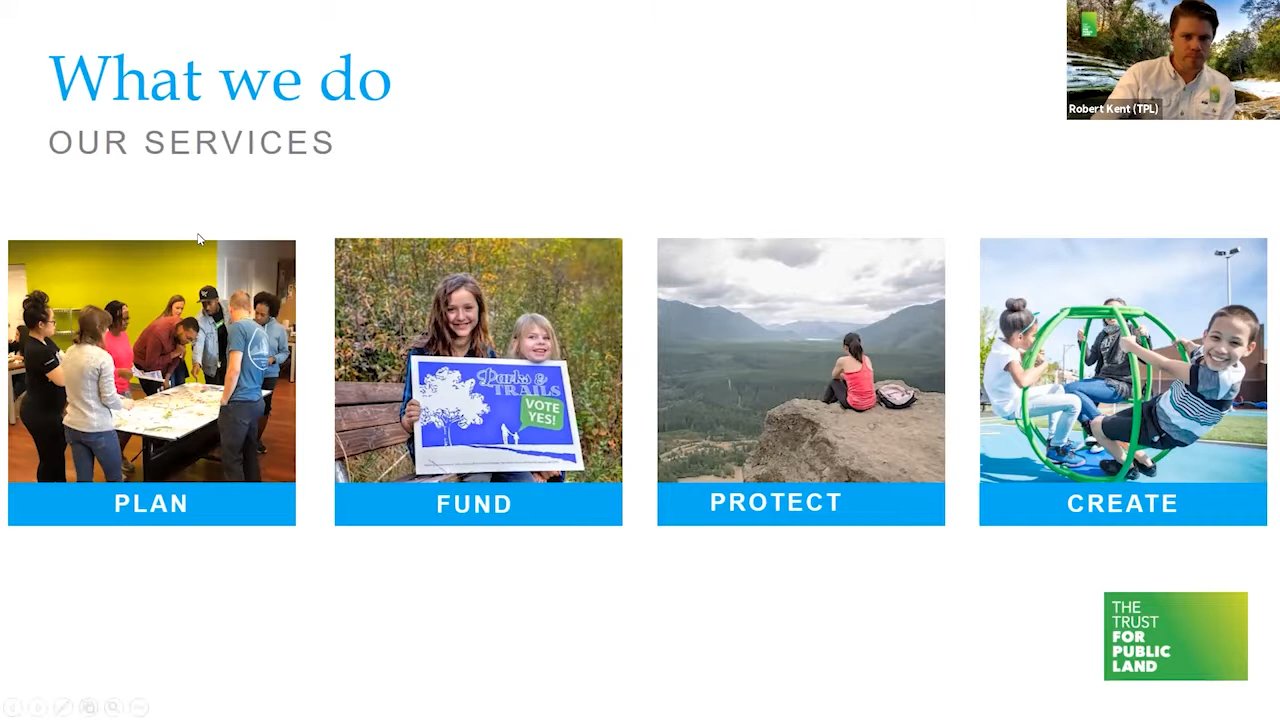 What we do
OUR SERVICES
Robert Kent (TPL)
Parks &
TRAILS
VOTE
YES!
PLAN
FUND
PROTECT
CREATE
THE
TRUST
FOR
PUBLIC
LAND